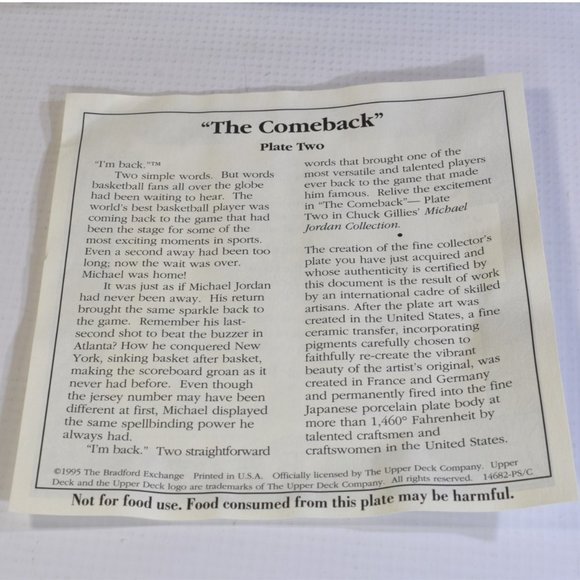 "The Comeback"
Plate Two
"I'm back."™
Two simple words. But words
basketball fans all over the globe
had been waiting to hear. The
world's best basketball player was
coming back to the game that had
been the stage for some of the
most exciting moments in sports.
Even a second away had been too
long; now the wait was over.
Michael was home!
It was just as if Michael Jordan
had never been away. His return
brought the same sparkle back to
the game. Remember his last-
second shot to beat the buzzer in
Atlanta? How he conquered New
York, sinking basket after basket,
making the scoreboard groan as it
never had before. Even though
the jersey number may have been
different at first, Michael displayed
the same spellbinding power he
always had.
"I'm back." Two straightforward
words that brought one of the
most versatile and talented players
ever back to the game that made
him famous. Relive the excitement
in "The Comeback"— Plate
Two in Chuck Gillies' Michael
Jordan Collection.
•
The creation of the fine collector's
plate you have just acquired and
whose authenticity is certified by
this document is the result of work
by an international cadre of skilled
artisans. After the plate art was
created in the United States, a fine
ceramic transfer, incorporating
pigments carefully chosen to
faithfully re-create the vibrant
beauty of the artist's original, was
created in France and Germany
and permanently fired into the fine
Japanese porcelain plate body at
more than 1,460° Fahrenheit by
talented craftsmen and
craftswomen in the United States.
©1995 The Bradford Exchange Printed in U.S.A. Officially licensed by The Upper Deck Company. Upper
Deck and the Upper Deck logo are trademarks of The Upper Deck Company. All rights reserved. 14682-PS/C
Not for food use. Food consumed from this plate may be harmful.